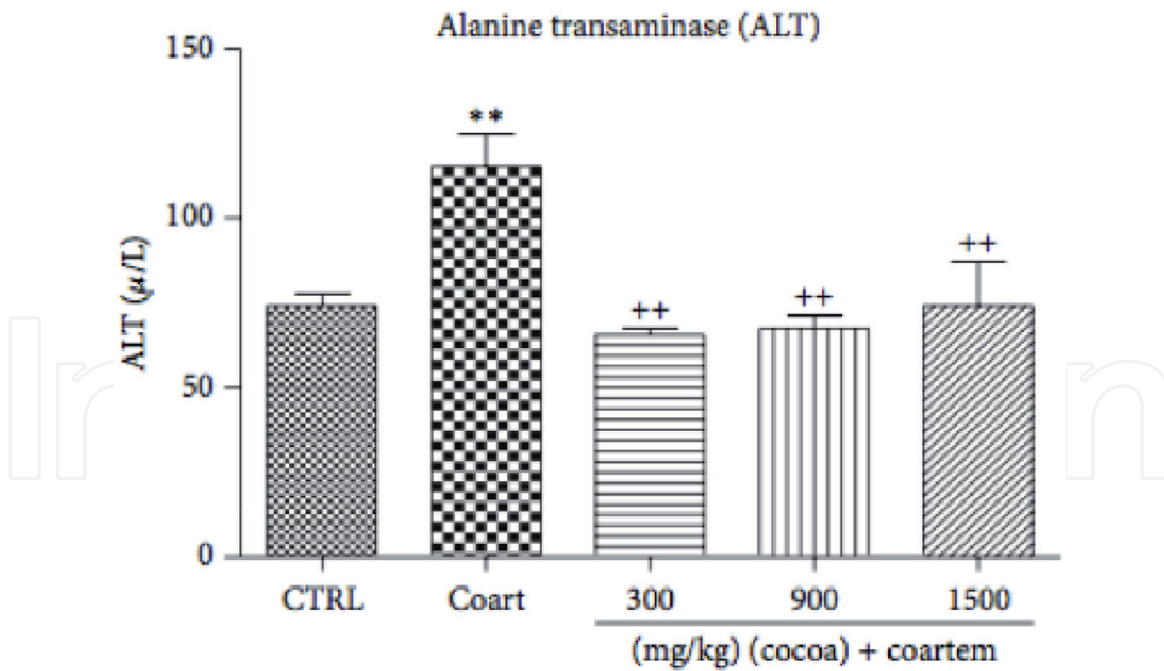 Alanine transaminase (ALT)
ALT (μ/L)
150
100
50
0
**
++
++
++
CTRL
Coart
300
900
1500
(mg/kg) (cocoa) + coartem